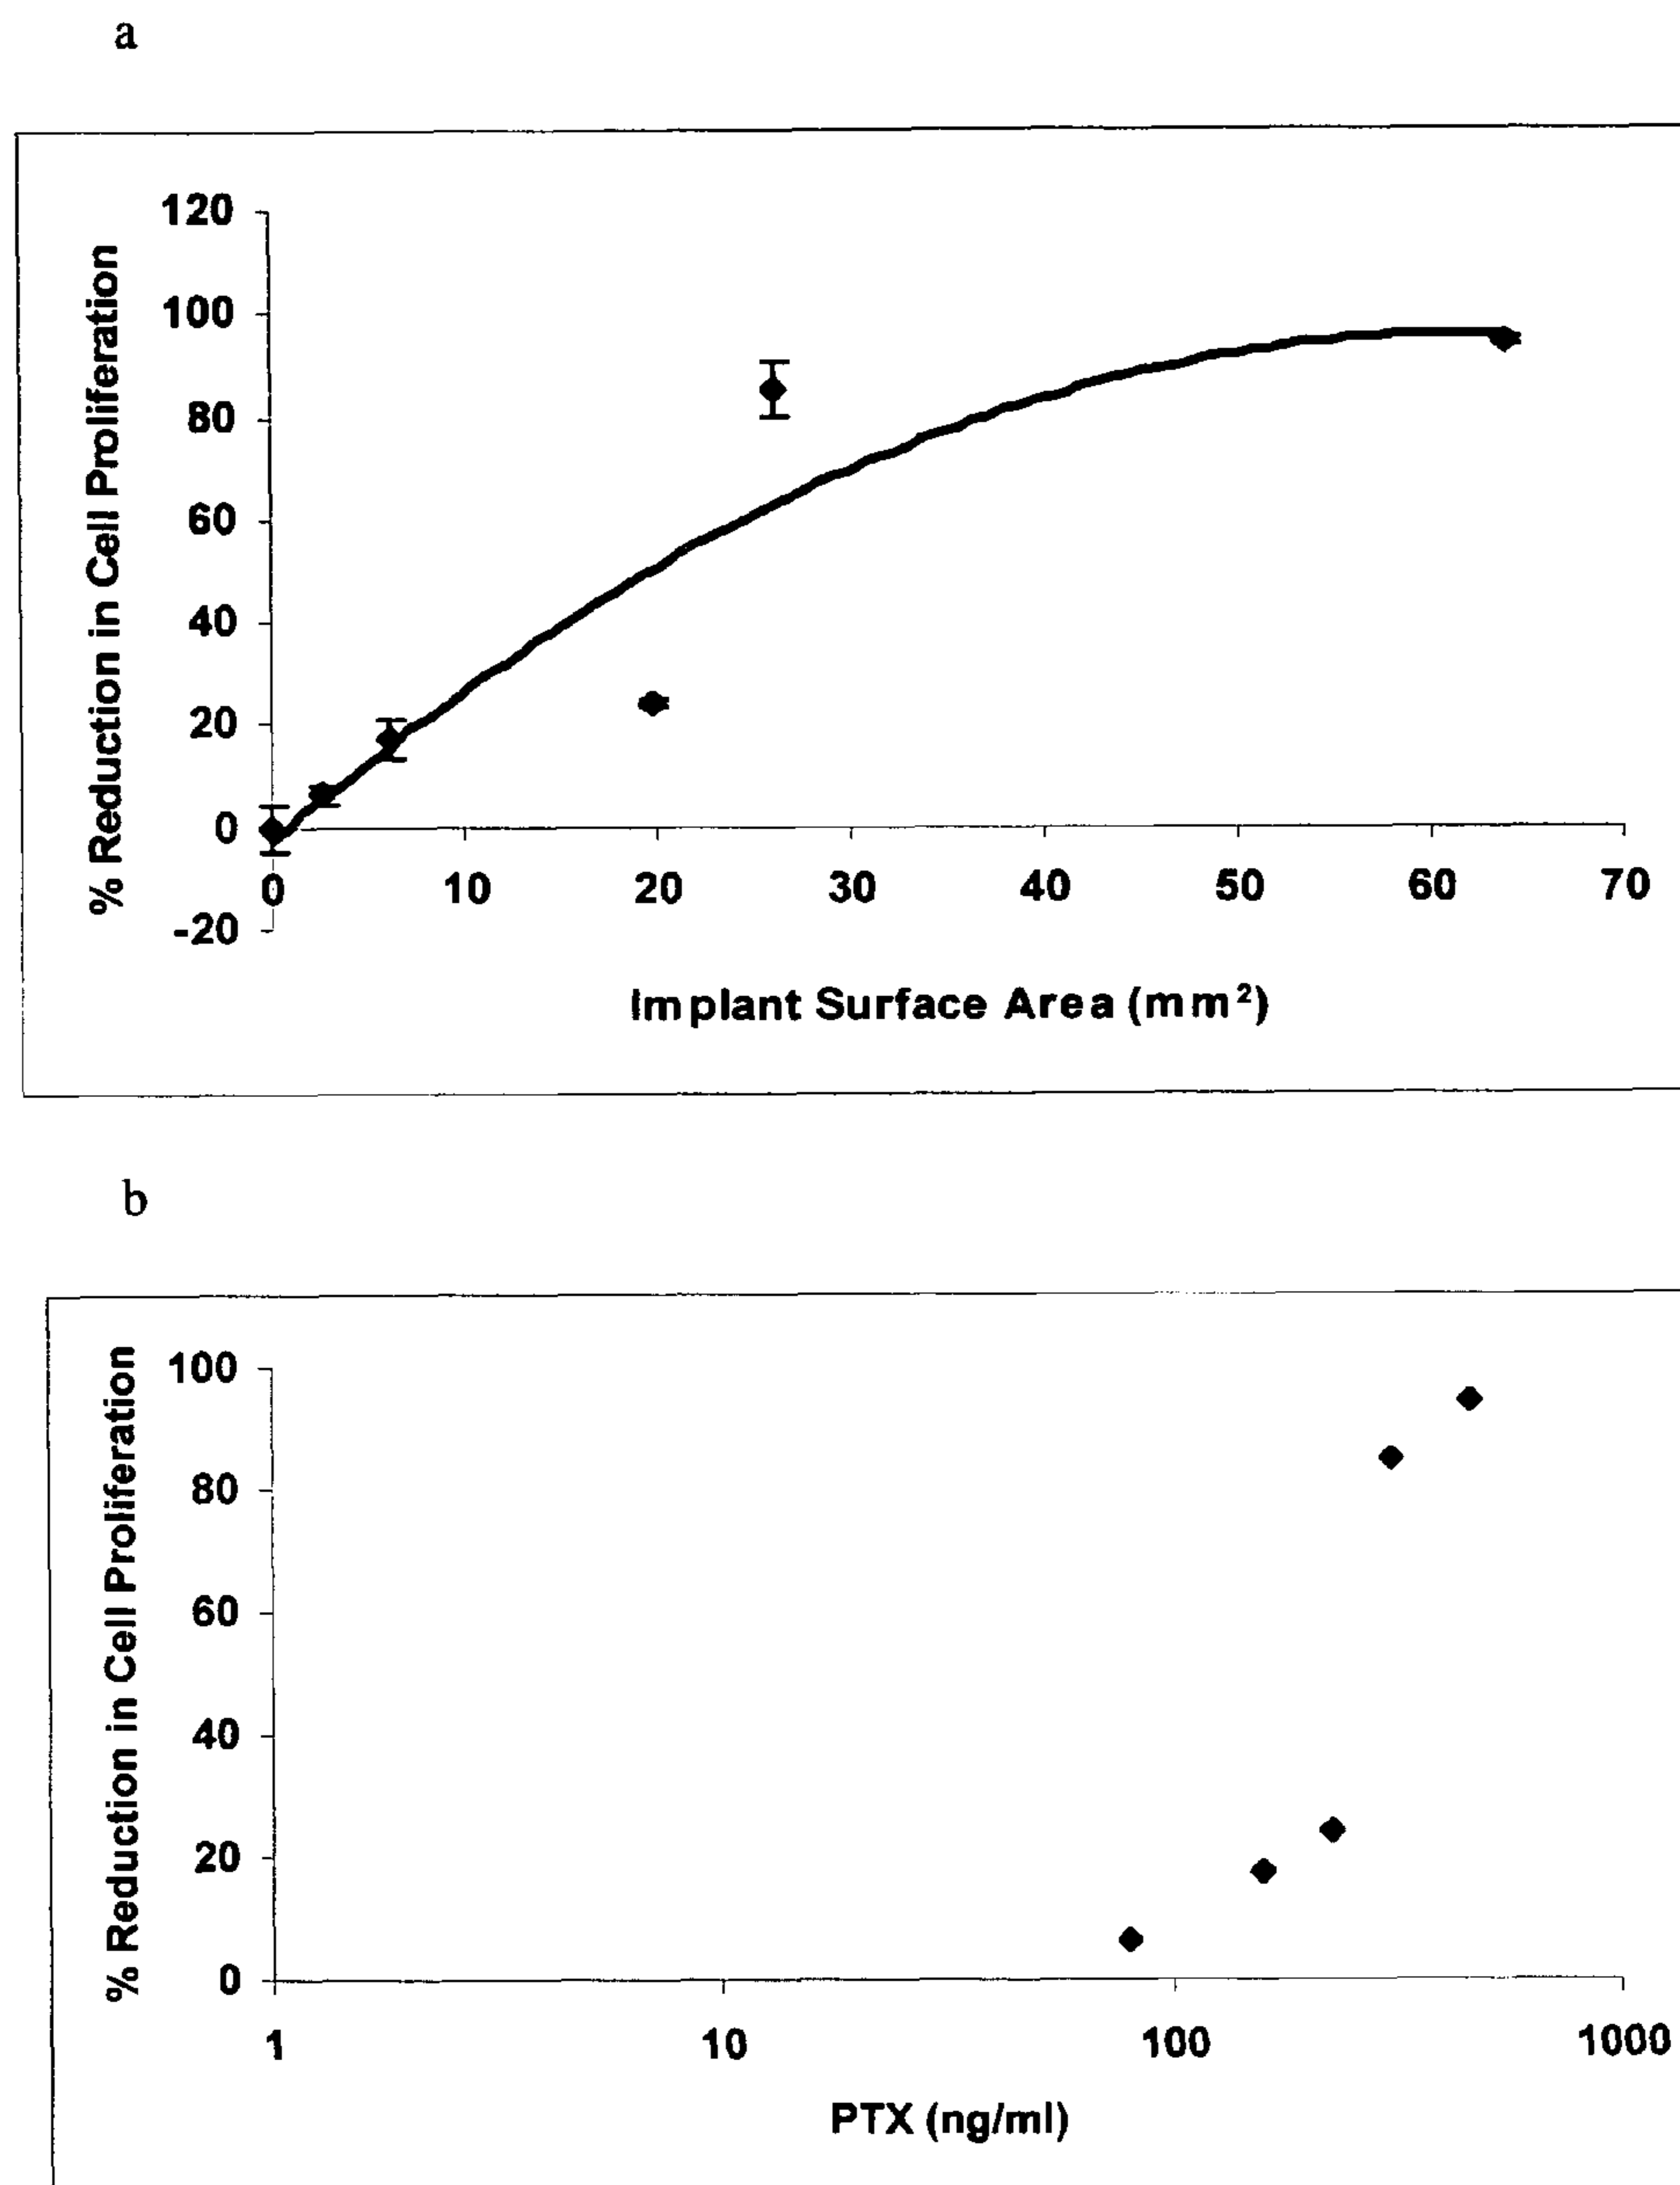 a
120
100
80
60
40
20
0
-20
% Reduction in Cell Proliferation
0 10 20 30 40 50 60 70
Implant Surface Area (mm²)
b
100
80
60
40
20
0
% Reduction in Cell Proliferation
1 10 100 1000
PTX (ng/ml)